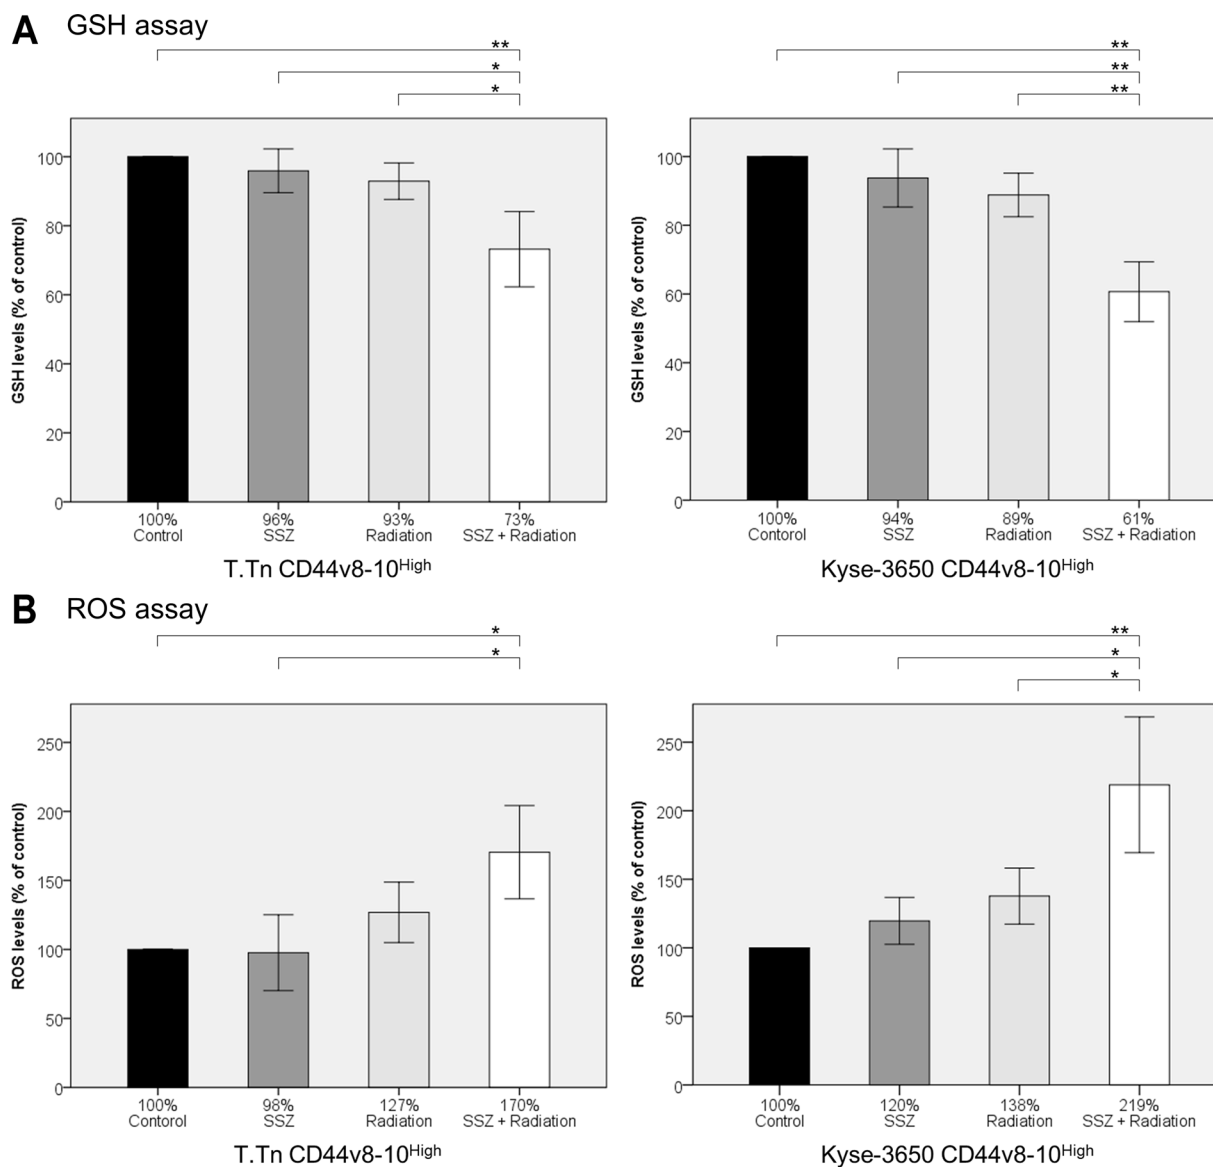 A GSH assay
** **
* **
* **
GSH levels (% of control)
100
80
60
40
20
0
100% 96% 93% 73%
Control SSZ Radiation SSZ + Radiation
T.Tn CD44v8-10High
GSH levels (% of control)
100
80
60
40
20
0
100% 94% 89% 61%
Contorol SSZ Radiation SSZ + Radiation
Kyse-3650 CD44v8-10High
B ROS assay
* **
* *
*
ROS levels (% of control)
250
200
150
100
50
0
100% 98% 127% 170%
Contorol SSZ Radiation SSZ + Radiation
T.Tn CD44v8-10High
ROS levels (% of control)
250
200
150
100
50
0
100% 120% 138% 219%
Control SSZ Radiation SSZ + Radiation
Kyse-3650 CD44v8-10High